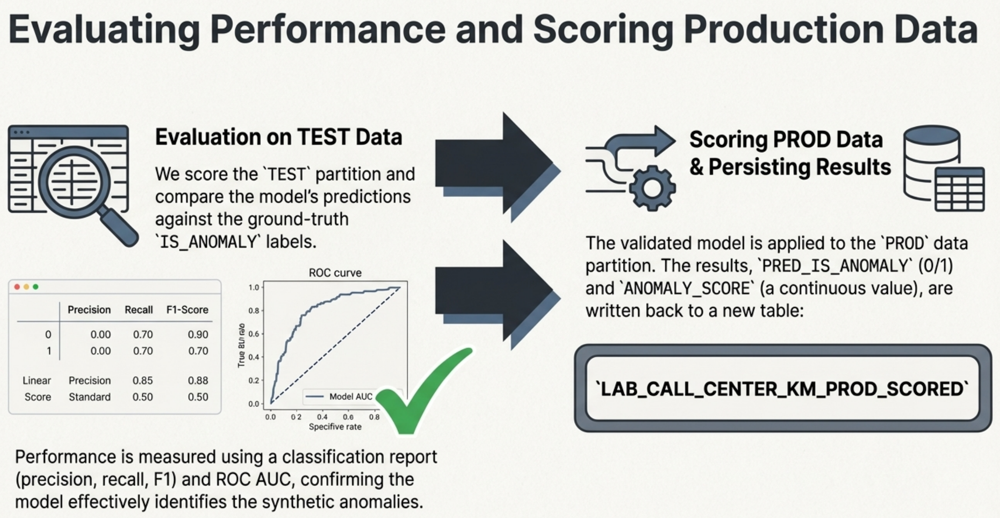 Evaluating Performance and Scoring Production Data
Evaluation on TEST Data
We score the `TEST` partition and
compare the model's predictions
against the ground-truth
`IS_ANOMALY` labels.
Precision Recall F1-Score
0 0.00 0.70 0.90
1 0.00 0.70 0.70
Linear Precision 0.85 0.88
Score Standard 0.50 0.50
ROC curve
True
1.0
0.8
0.6
0.4
0.2
0.0
Model AUC
0.0 0 2 0.4 0.6 0.8
Specifive rate
Performance is measured using a classification report
(precision, recall, F1) and ROC AUC, confirming the
model effectively identifies the synthetic anomalies.
Scoring PROD Data
& Persisting Results
The validated model is applied to the `PROD` data
partition. The results, `PRED_IS_ANOMALY` (0/1)
and `ANOMALY_SCORE` (a continuous value), are
written back to a new table:
`LAB_CALL_CENTER_KM_PROD_SCORED`